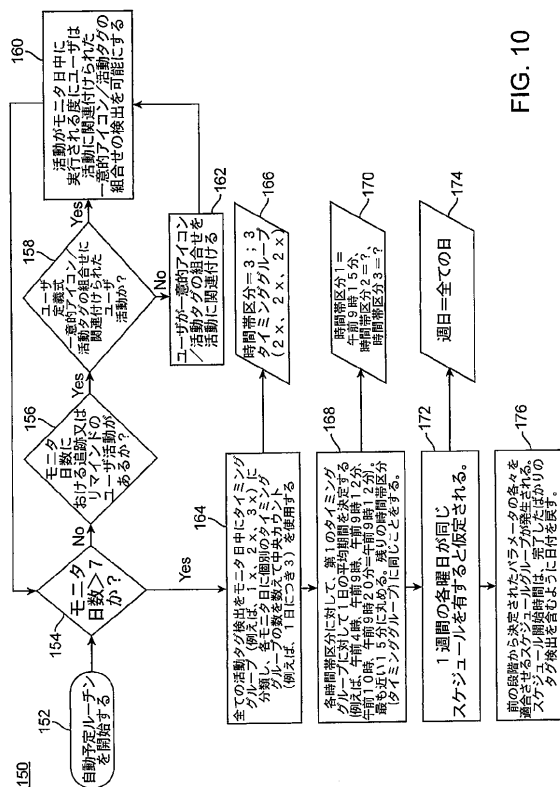 150
152
自動予定ルーチン
を開始する
154
モニタ
日数>7
か?
No
Yes
156
モニタ
日数に
おける追跡又は
リマインドの
ユーザ活動が
あるか?
Yes
158
ユーザ
定義式
一意的アイコン/
活動タグの組合せに
関連付けられた
ユーザ
活動か?
Yes
No
160
活動がモニタ日中に
実行される度にユーザは
活動に関連付けられた
一意的アイコン/活動タグの
組合せの検出を可能にする
162
ユーザが一意的アイコン
/活動タグの組合せを
活動に関連付ける
164
全ての活動タグ検出をモニタ日中にタイミング
グループ(例えば、1x、2x、3x)に
分類し、各モニタ日に個別のタイミング
グループの数を数えて中央カウント
(例えば、1日につき3)を使用する
166
時間帯区分=3;3
タイミンググループ
(2x、2x、2x)
168
各時間帯区分に対して、第1のタイミング
グループに対して1日の平均期間を決定する
(例えば、午前4時、午前9時、午前9時12分、
午前10時、午前9時20分=午前9時12分)。
最も近い15分に丸める。残りの時間帯区分
(タイミンググループ)に同じことをする。
170
時間帯区分1=
午前9時15分、
時間帯区分2=?、
時間帯区分3=?
172
1週間の各曜日が同じ
スケジュールを有すると仮定される。
174
週日=全ての日
176
前の段階から決定されたパラメータの各々を
適合させるスケジュールグループが発生される。
スケジュール開始時間は、完了したばかりの
タグ検出を含むように日付を戻す。
FIG. 10